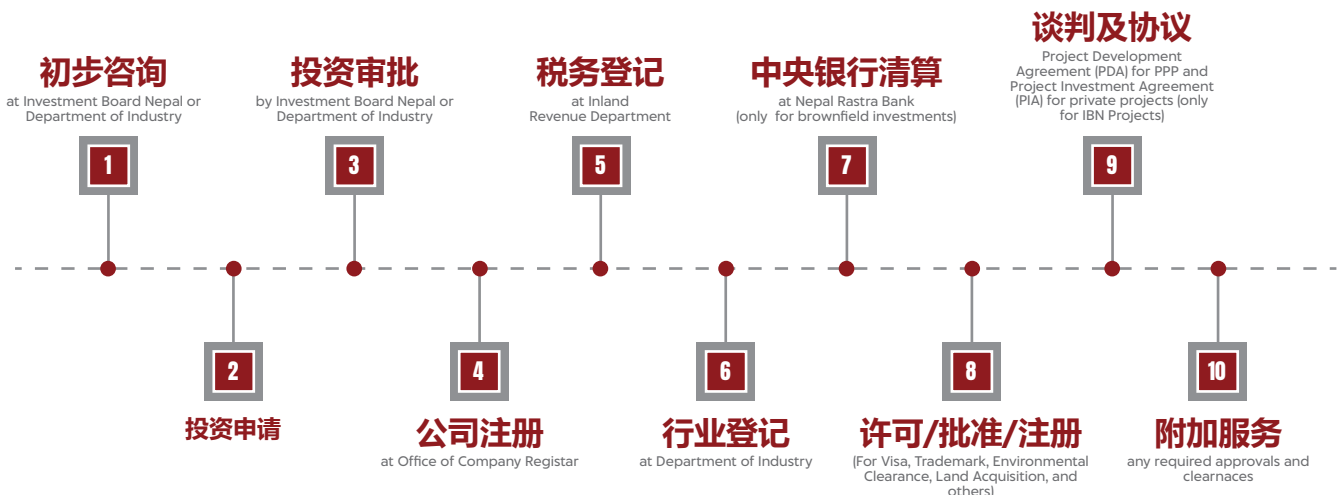 初步咨询
at Investment Board Nepal or
Department of Industry
1
2
投资申请
投资审批
by Investment Board Nepal or
Department of Industry
3
4
公司注册
at Office of Company Registar
税务登记
at Inland
Revenue Department
5
6
行业登记
at Department of Industry
中央银行清算
at Nepal Rastra Bank
(only for brownfield investments)
7
8
许可/批准/注册
(For Visa, Trademark, Environmental
Clearance, Land Acquisition, and
others)
谈判及协议
Project Development
Agreement (PDA) for PPP and
Project Investment Agreement
(PIA) for private projects (only
for IBN Projects)
9
10
附加服务
any required approvals and
clearnaces